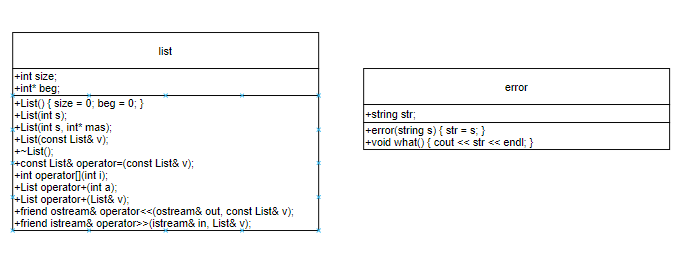 list
+int size;
+int* beg;
+List() { size = 0; beg = 0; }
+List(int s);
+List(int s, int* mas);
+List(const List& v);
+~List();
+const List& operator=(const List& v);
+int operator[](int i);
+List operator+(int a);
+List operator+(List& v);
+friend ostream& operator<<(ostream& out, const List& v);
+friend istream& operator>>(istream& in, List& v);
error
+string str;
+error(string s) { str = s; }
+void what() { cout << str << endl; }